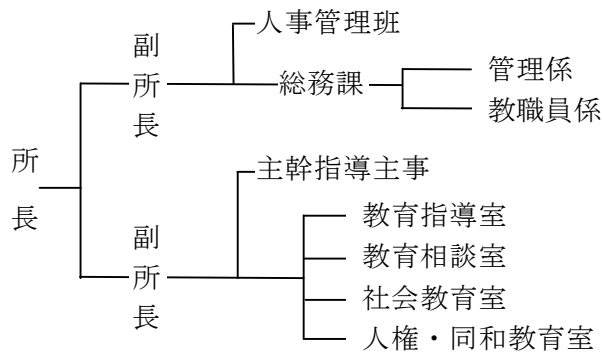 所長
副所長
人事管理班
総務課
管理係
教職員係
副所長
主幹指導主事
教育指導室
教育相談室
社会教育室
人権・同和教育室